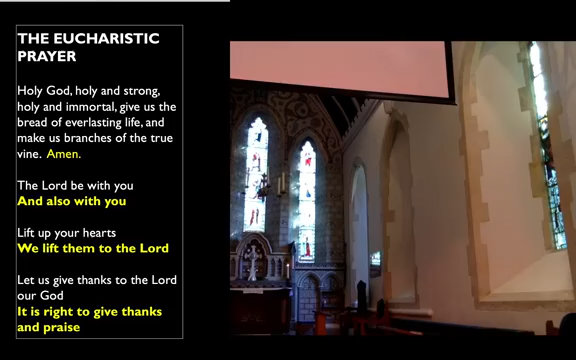 THE EUCHARISTIC
PRAYER
Holy God, holy and strong,
holy and immortal, give us the
bread of everlasting life, and
make us branches of the true
vine. Amen.
The Lord be with you
And also with you
Lift up your hearts
We lift them to the Lord
Let us give thanks to the Lord
our God
It is right to give thanks
and praise